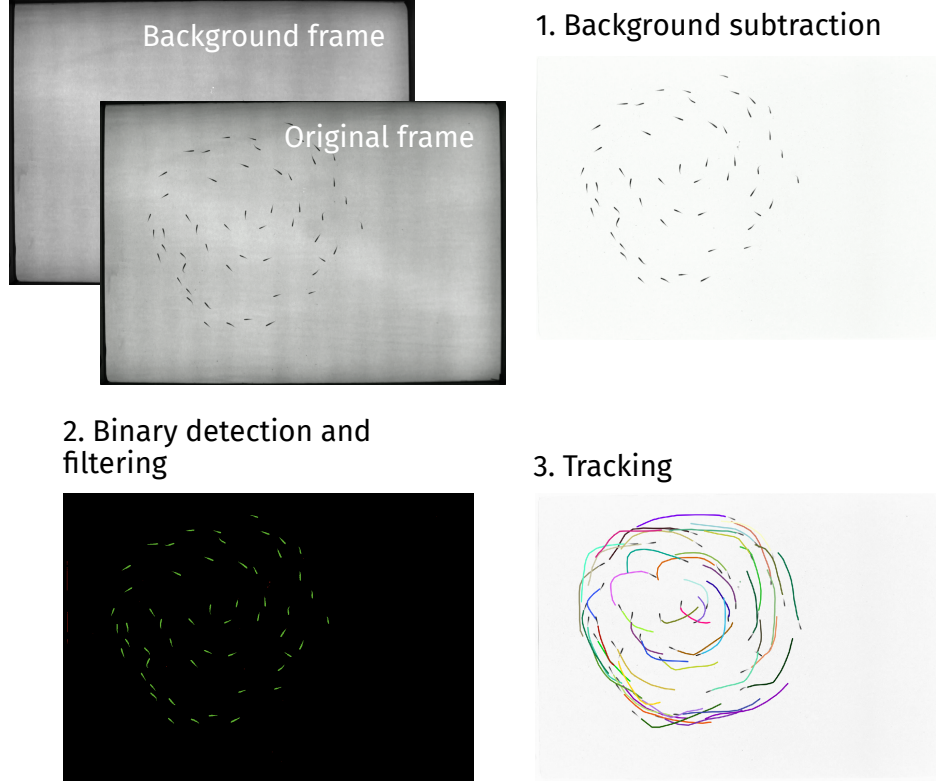 Background frame
Original frame
1. Background subtraction
2. Binary detection and
filtering
3. Tracking